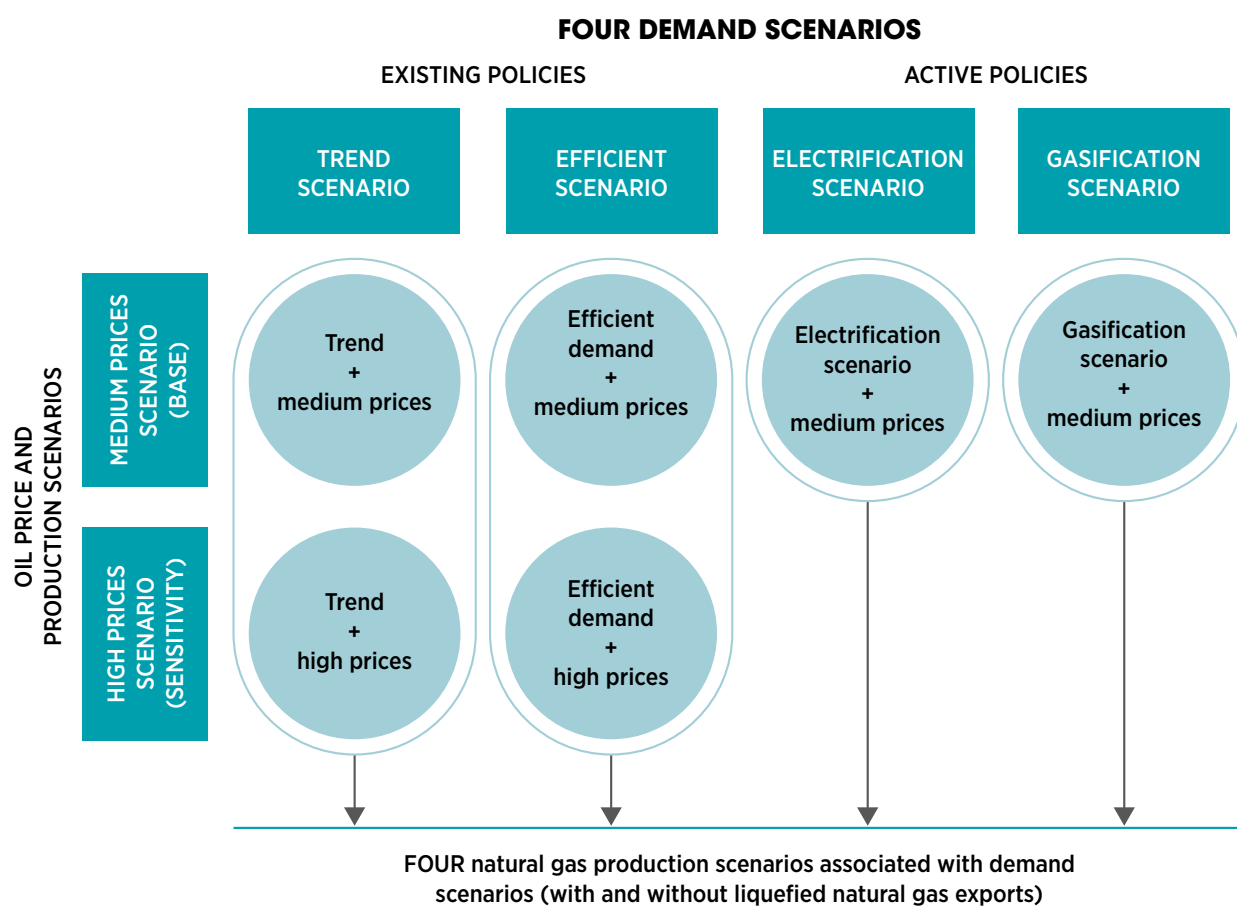 FOUR DEMAND SCENARIOS
EXISTING POLICIES
ACTIVE POLICIES
TREND
SCENARIO
EFFICIENT
SCENARIO
ELECTRIFICATION
SCENARIO
GASIFICATION
SCENARIO
OIL PRICE AND
PRODUCTION SCENARIOS
MEDIUM PRICES
SCENARIO
(BASE)
Trend
+
medium prices
Efficient
demand
+
medium prices
Electrification
scenario
+
medium prices
Gasification
scenario
+
medium prices
HIGH PRICES
SCENARIO
(SENSITIVITY)
Trend
+
high prices
Efficient
demand
+
high prices
FOUR natural gas production scenarios associated with demand
scenarios (with and without liquefied natural gas exports)